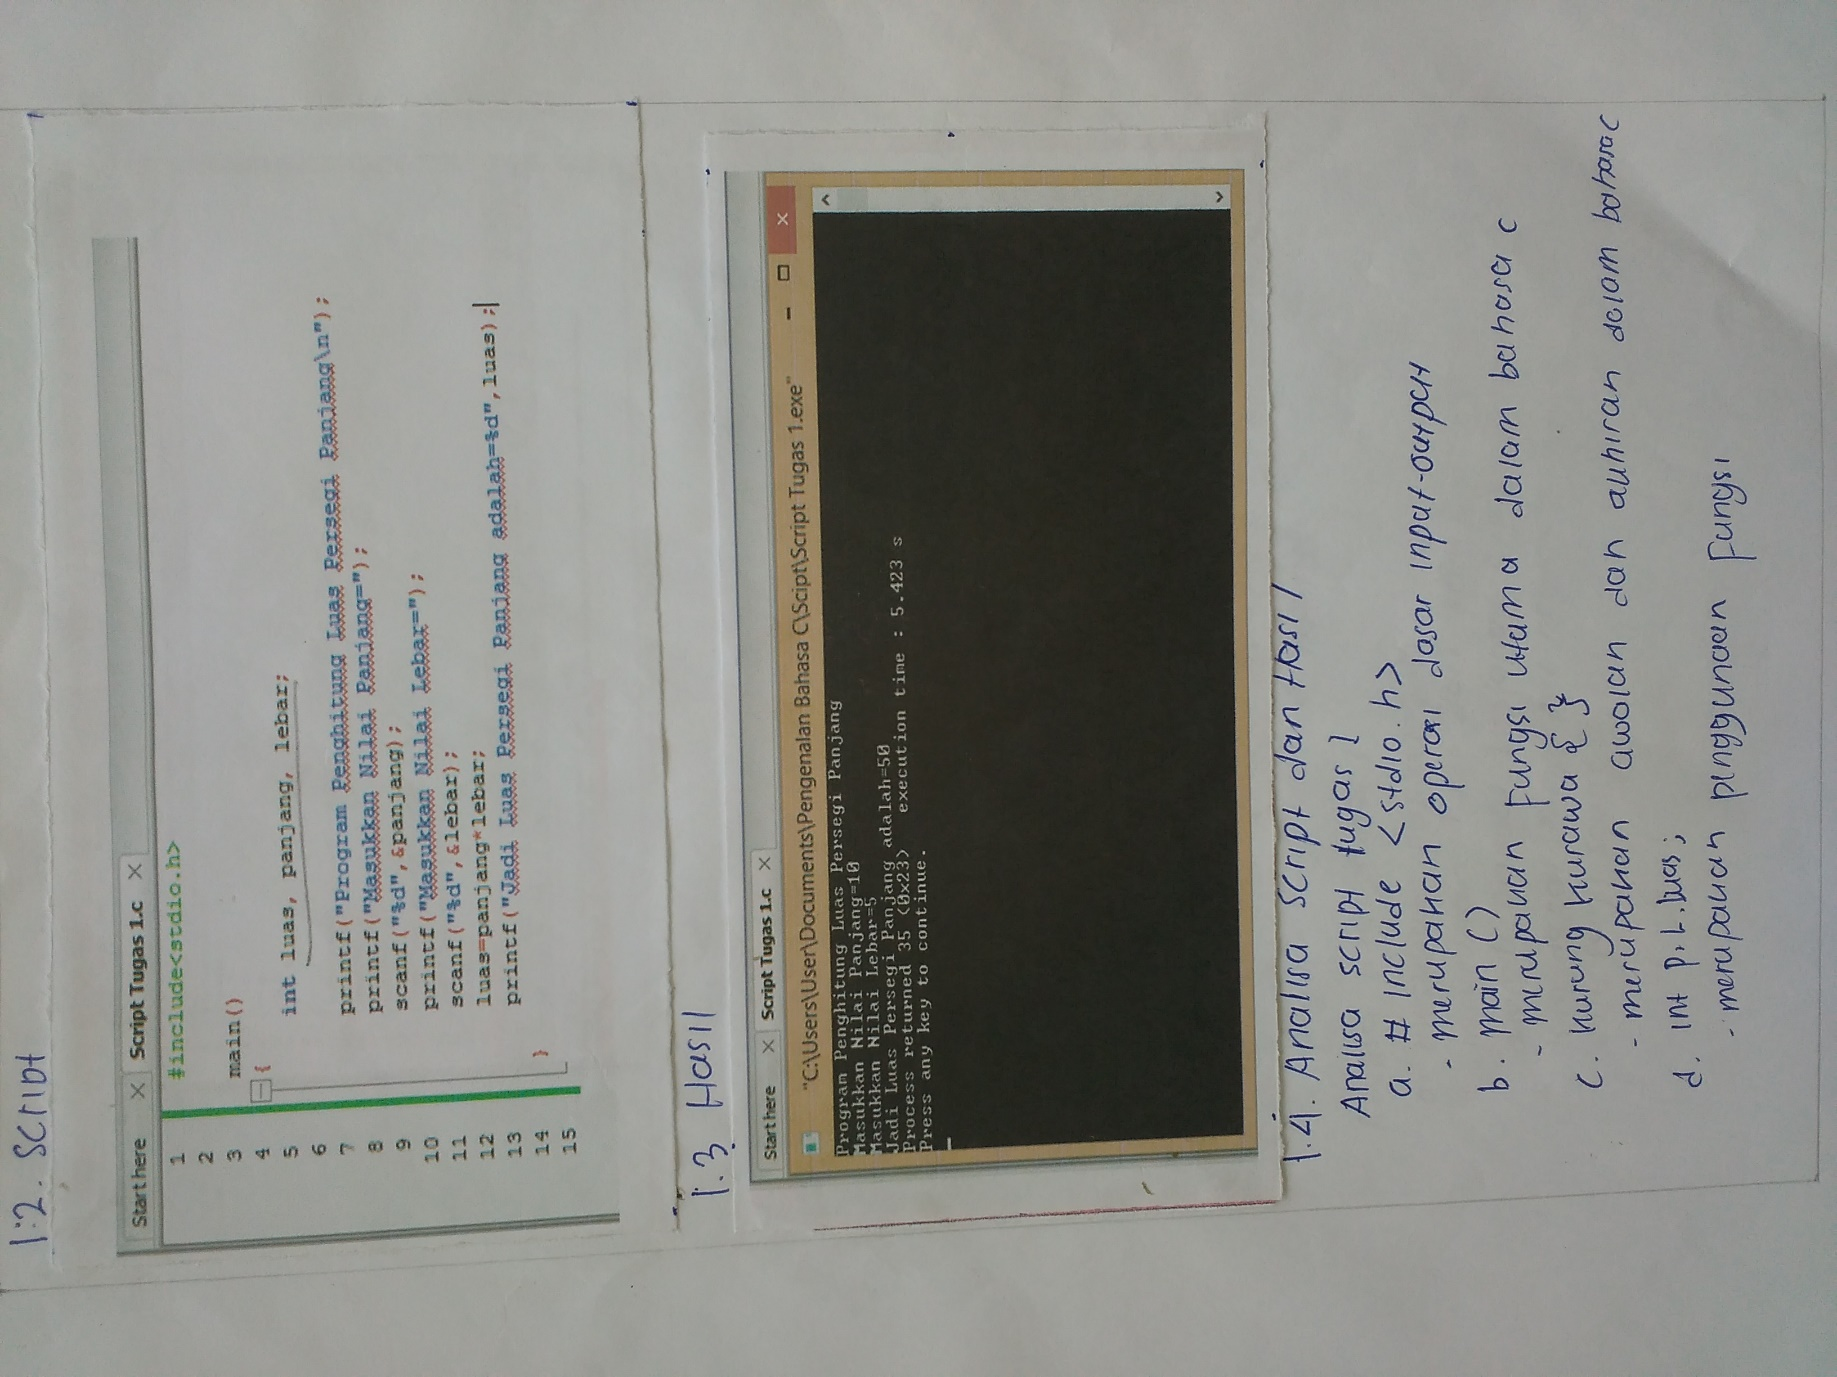 1.2. Script
Start here X Script Tugas 1.c X
1 #include<stdio.h>
2
3 main()
4 {
5 int luas, panjang, lebar;
6
7 printf("Program Penghitung Luas Persegi Panjang\n");
8 printf("Masukkan Nilai Panjang=");
9 scanf("%d",&panjang);
10 printf("Masukkan Nilai Lebar=");
11 scanf("%d",&lebar);
12 luas=panjang*lebar;
13 printf("Jadi Luas Persegi Panjang adalah=%d",luas);
14 }
15
1.3 Hasil
Start here X Script Tugas 1.c X
"C:\Users\User\Documents\Pengenalan Bahasa C\Scipt\Script Tugas 1.exe"
Program Penghitung Luas Persegi Panjang
Masukkan Nilai Panjang=10
Masukkan Nilai Lebar=5
Jadi Luas Persegi Panjang adalah=50
Process returned 35 (0x23) execution time : 5.423 s
Press any key to continue.
1.4. Analisa Script dan Hasil
Analisa script tugas 1
a. # include <stdio.h>
- merupakan operasi dasar input-output
b. main ()
- merupakan fungsi utama dalam bahasa c
c. kurung kurawa { }
- merupakan awalan dan akhiran dalam bahasa c
d. int p.l.luas;
- merupakan penggunaan fungsi